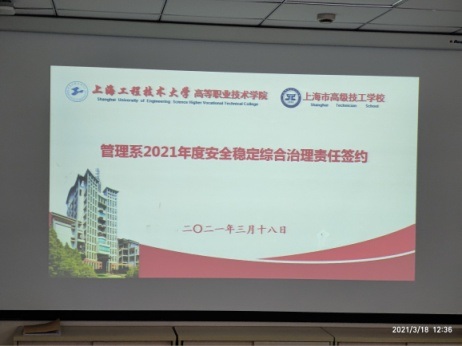 上海工程技术大学 高等职业技术学院
Shanghai University of Engineering Science Higher Vocational Technical College
上海市高级技工学校
Shanghai Technician School
管理系2021年度安全稳定综合治理责任签约
二〇二一年三月十八日
2021/3/18 12:36